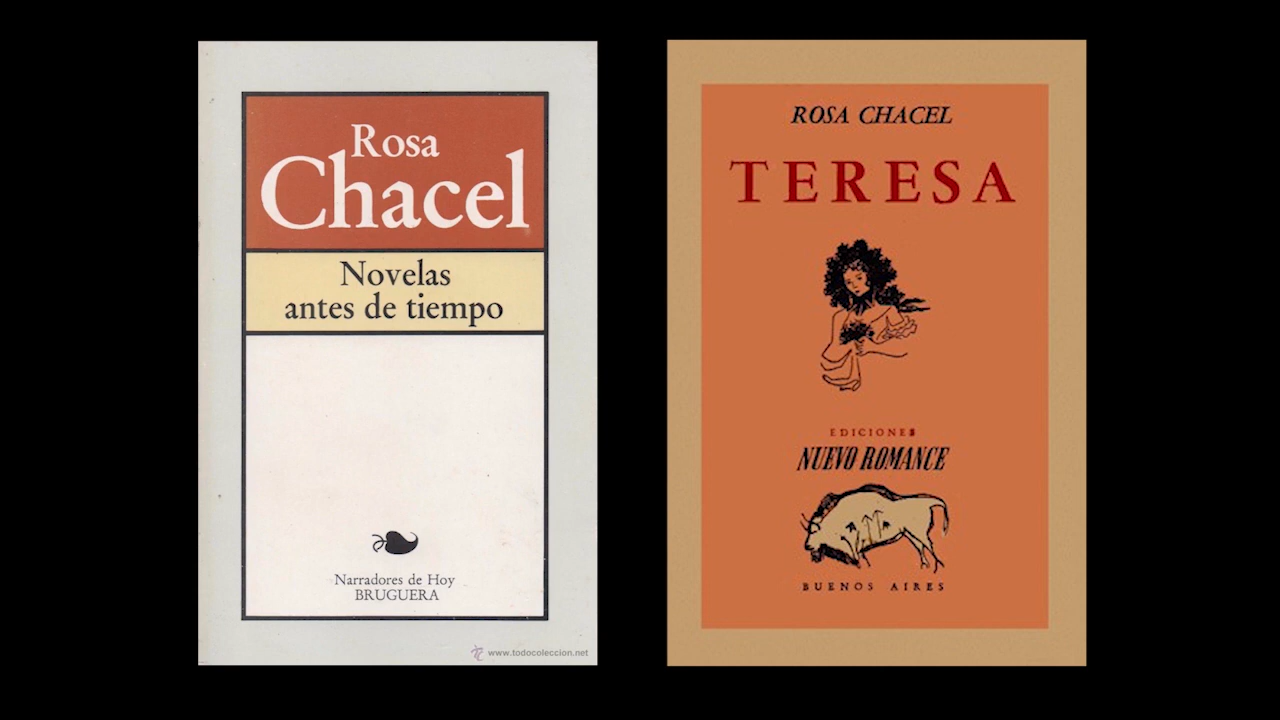 Rosa
Chacel
Novelas
antes de tiempo
Narradores de Hoy
BRUGUERA
www.todocoleccion.net
ROSA CHACEL
TERESA
EDICIONES
NUEVO ROMANCE
BUENOS AIRES